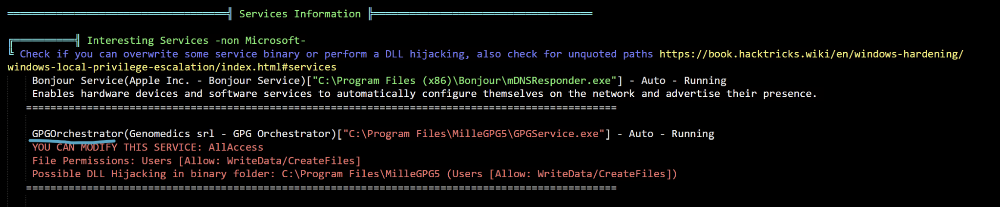 Services Information
Interesting Services -non Microsoft-
Check if you can overwrite some service binary or perform a DLL hijacking, also check for unquoted paths https://book.hacktricks.wiki/en/windows-hardening/
windows-local-privilege-escalation/index.html#services
Bonjour Service(Apple Inc. - Bonjour Service)["C:\Program Files (x86)\Bonjour\mDNSResponder.exe"] - Auto - Running
Enables hardware devices and software services to automatically configure themselves on the network and advertise their presence.
=================================================================================================
GPGOrchestrator(Genomedics srl - GPG Orchestrator)["C:\Program Files\MilleGPG5\GPGService.exe"] - Auto - Running
YOU CAN MODIFY THIS SERVICE: AllAccess
File Permissions: Users [Allow: WriteData/CreateFiles]
Possible DLL Hijacking in binary folder: C:\Program Files\MilleGPG5 (Users [Allow: WriteData/CreateFiles])
=================================================================================================